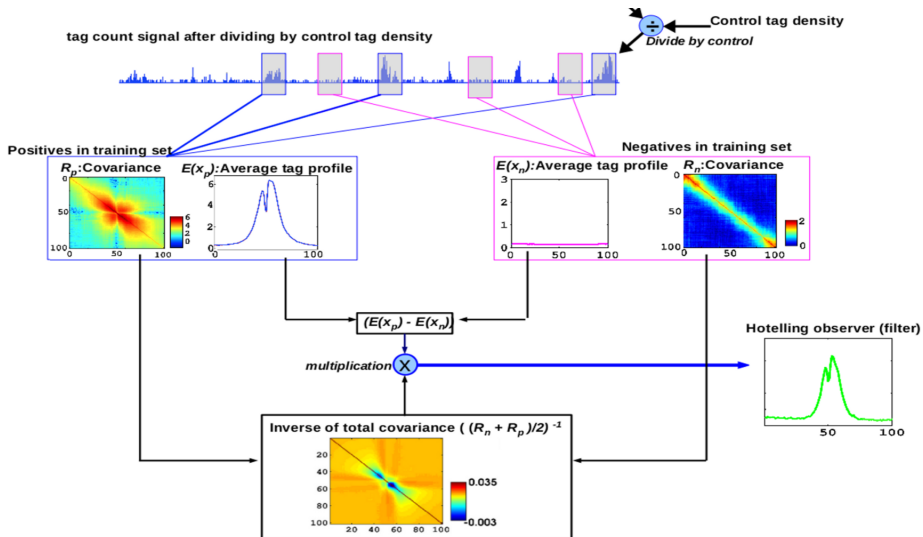 Control tag density
÷
Divide by control
tag count signal after dividing by control tag density
Positives in training set
Negatives in training set
Rp:Covariance
E(xp):Average tag profile
E(xn):Average tag profile
Rn:Covariance
0
50
100
0 50 100
6
4
2
0
6
4
2
0
0 100
3
2
1
0
0 50 100
0
50
100
0 50 100
2
0
(E(xp) - E(xn))
multiplication
X
Hotelling observer (filter)
50 100
Inverse of total covariance ( (Rn + Rp )/2) -1
20
40
60
80
100
20 40 60 80 100
0.035
-0.003